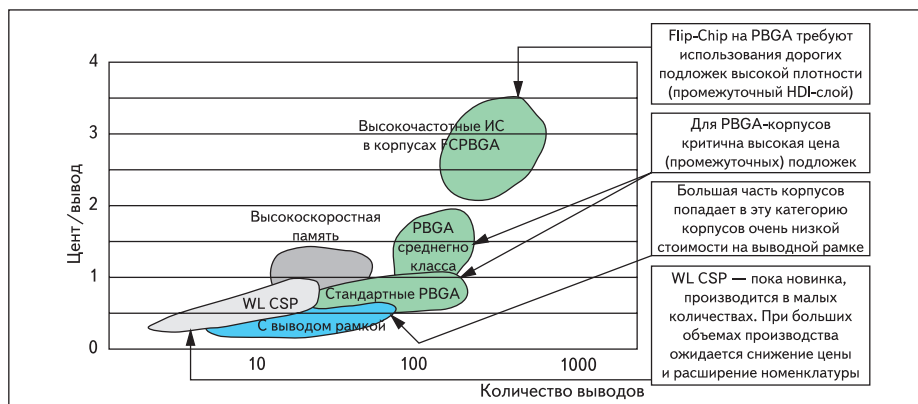 Цент/вывод
4
3
2
1
0
10
100
1000
Количество выводов
Высокочастотные ИС
в корпусах FCPBGA
Высокоскоростная
память
PBGA
среднегно
класса
WL CSP
Стандартные PBGA
С выводом рамкой
Flip-Chip на PBGA требуют
использования дорогих
подложек высокой плотности
(промежуточный HDI-слой)
Для PBGA-корпусов
критична высокая цена
(промежуточных) подложек
Большая часть корпусов
попадает в эту категорию
корпусов очень низкой
стоимости на выводной рамке
WL CSP — пока новинка,
производится в малых
количествах. При больших
объемах производства
ожидается снижение цены
и расширение номенклатуры